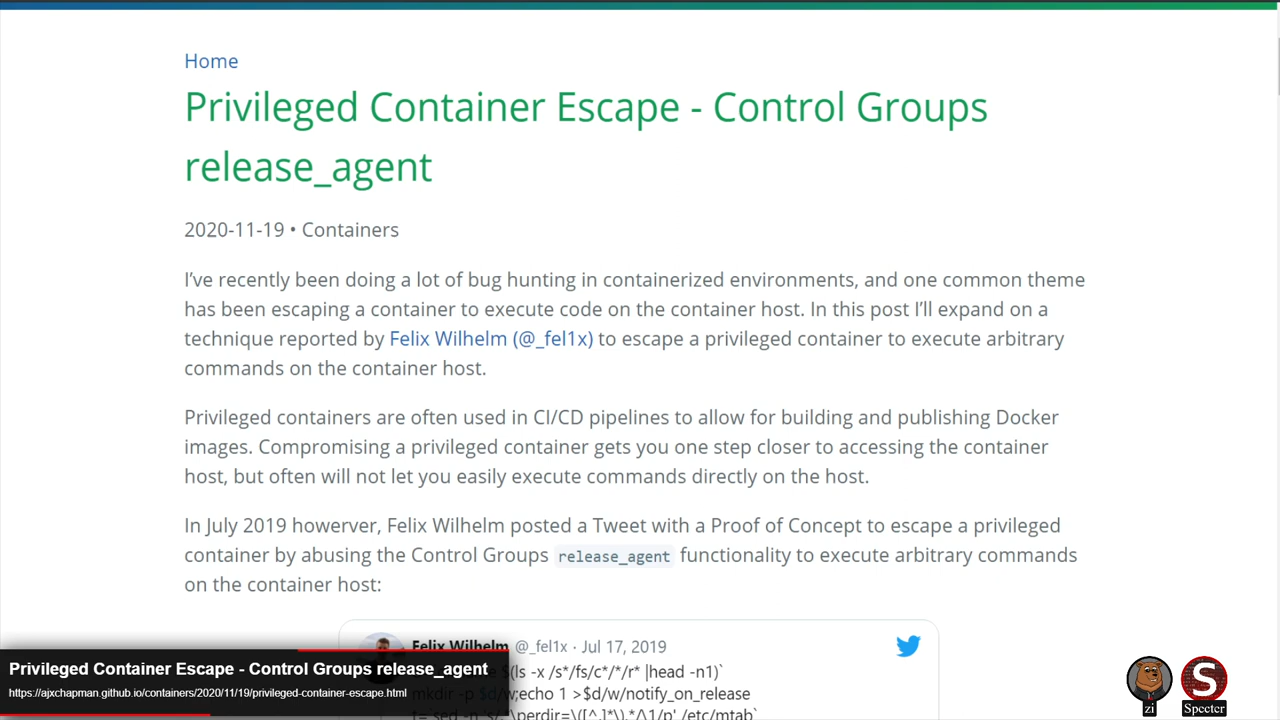 Home
Privileged Container Escape - Control Groups
release_agent
2020-11-19 • Containers
I've recently been doing a lot of bug hunting in containerized environments, and one common theme
has been escaping a container to execute code on the container host. In this post I'll expand on a
technique reported by Felix Wilhelm (@_fel1x) to escape a privileged container to execute arbitrary
commands on the container host.
Privileged containers are often used in CI/CD pipelines to allow for building and publishing Docker
images. Compromising a privileged container gets you one step closer to accessing the container
host, but often will not let you easily execute commands directly on the host.
In July 2019 howerver, Felix Wilhelm posted a Tweet with a Proof of Concept to escape a privileged
container by abusing the Control Groups release_agent functionality to execute arbitrary commands
on the container host:
Felix Wilhelm @_fel1x · Jul 17, 2019
$(ls -x /s*/fs/c*/*/r* |head -n1)`
mkdir -p $d/w;echo 1 >$d/w/notify_on_release
t=`sed -n 's/.*\perdir=\([^,]*\).*/\1/p' /etc/mtab`
Privileged Container Escape - Control Groups release_agent
https://ajxchapman.github.io/containers/2020/11/19/privileged-container-escape.html
zi
S
Specter